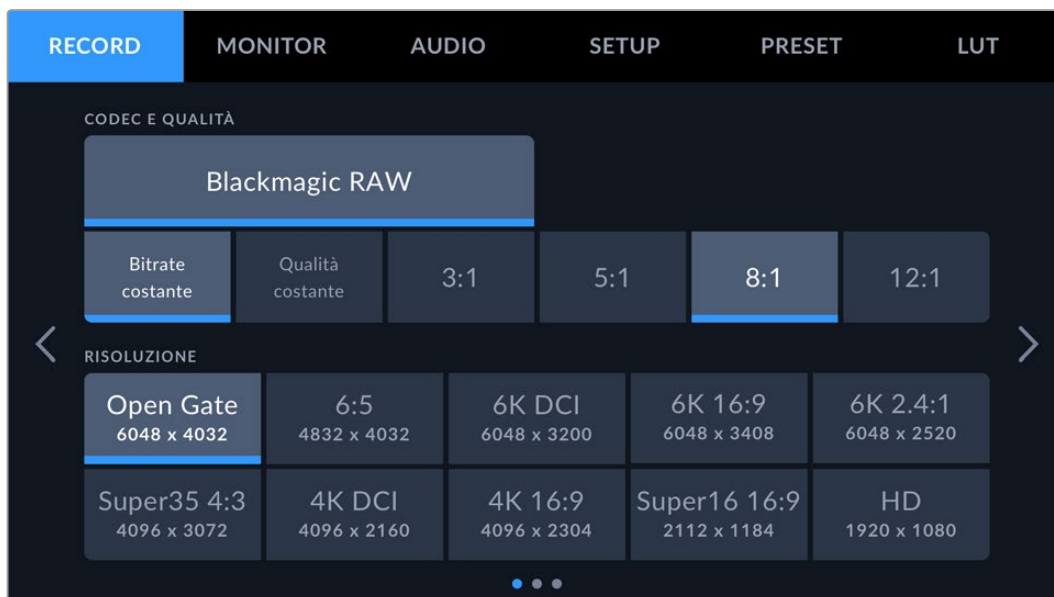 RECORD MONITOR AUDIO SETUP PRESET LUT
CODEC E QUALITÀ
Blackmagic RAW
Bitrate costante
Qualità costante
3:1
5:1
8:1
12:1
RISOLUZIONE
Open Gate
6048 x 4032
6:5
4832 x 4032
6K DCI
6048 x 3200
6K 16:9
6048 x 3408
6K 2.4:1
6048 x 2520
Super35 4:3
4096 x 3072
4K DCI
4096 x 2160
4K 16:9
4096 x 2304
Super16 16:9
2112 x 1184
HD
1920 x 1080